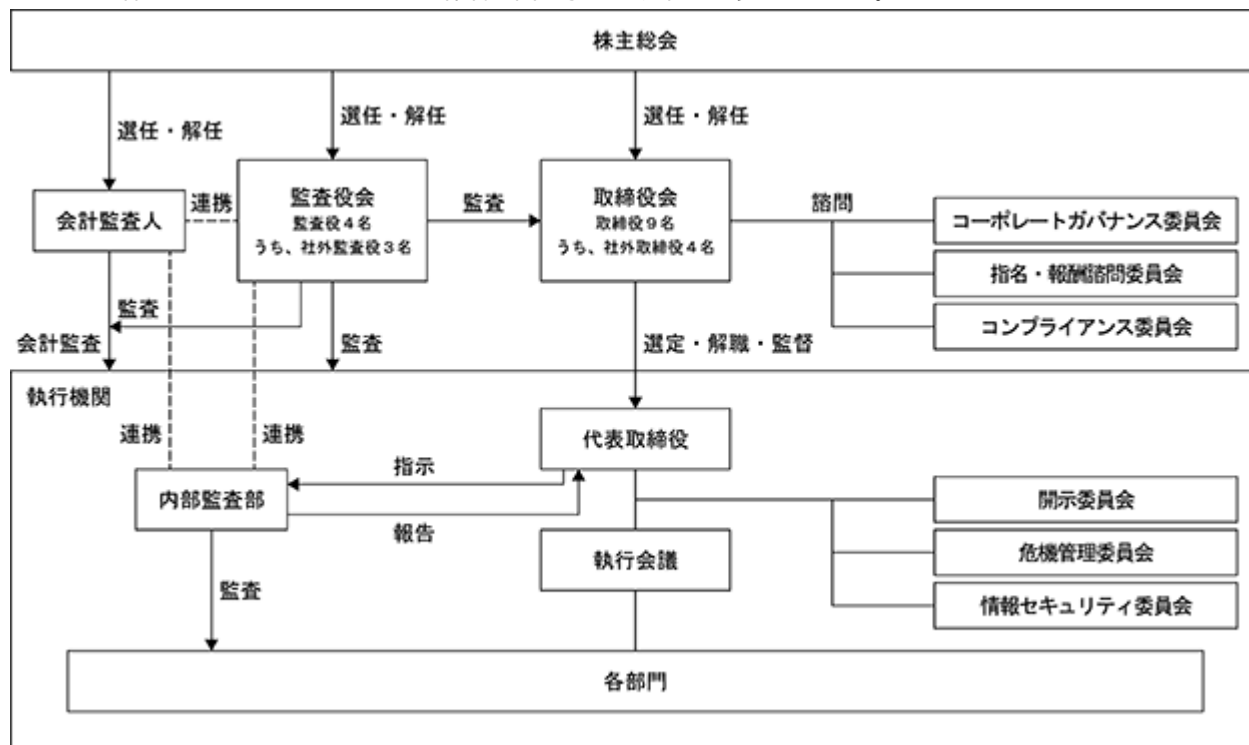 株主総会
選任・解任
選任・解任
選任・解任
会計監査人
連携
監査役会
監査役4名
うち、社外監査役3名
監査
取締役会
取締役9名
うち、社外取締役4名
諮問
コーポレートガバナンス委員会
指名・報酬諮問委員会
コンプライアンス委員会
監査
会計監査
監査
選定・解職・監督
執行機関
連携
連携
代表取締役
指示
内部監査部
報告
執行会議
開示委員会
危機管理委員会
情報セキュリティ委員会
監査
各部門